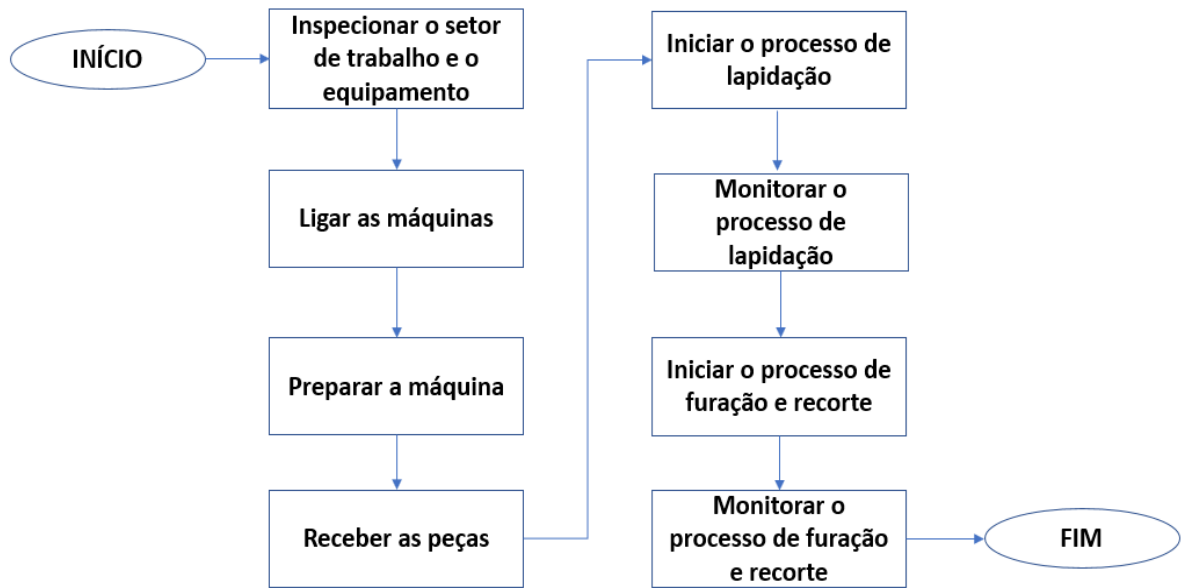 INÍCIO
Inspecionar o setor
de trabalho e o
equipamento
Ligar as máquinas
Preparar a máquina
Receber as peças
Iniciar o processo de
lapidação
Monitorar o
processo de
lapidação
Iniciar o processo de
furação e recorte
Monitorar o
processo de furação
e recorte
FIM